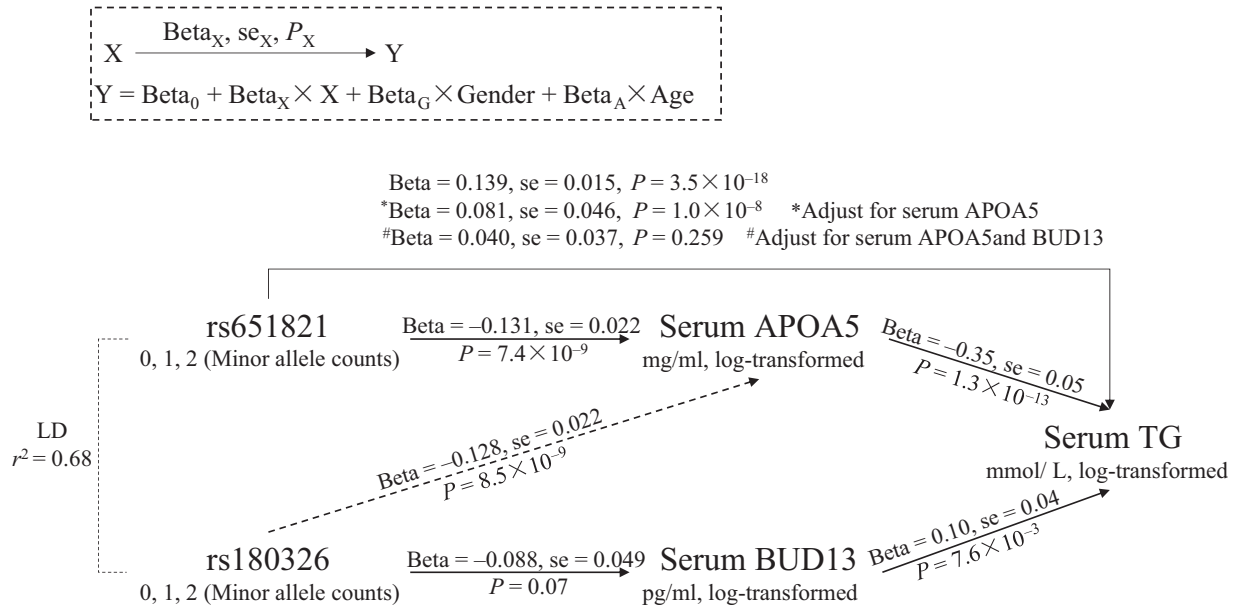 Beta_X, se_X, P_X
X Y
Y = Beta_0 + Beta_X × X + Beta_G × Gender + Beta_A × Age
Beta = 0.139, se = 0.015, P = 3.5×10^–18
*Beta = 0.081, se = 0.046, P = 1.0×10^–8 *Adjust for serum APOA5
#Beta = 0.040, se = 0.037, P = 0.259 #Adjust for serum APOA5and BUD13
rs651821
0, 1, 2 (Minor allele counts)
Beta = –0.131, se = 0.022
P = 7.4×10^–9
Serum APOA5
mg/ml, log-transformed
Beta = –0.35, se = 0.05
P = 1.3×10^–13
LD
r² = 0.68
Beta = –0.128, se = 0.022
P = 8.5×10^–9
Serum TG
mmol/ L, log-transformed
rs180326
0, 1, 2 (Minor allele counts)
Beta = –0.088, se = 0.049
P = 0.07
Serum BUD13
pg/ml, log-transformed
Beta = 0.10, se = 0.04
P = 7.6×10^–3